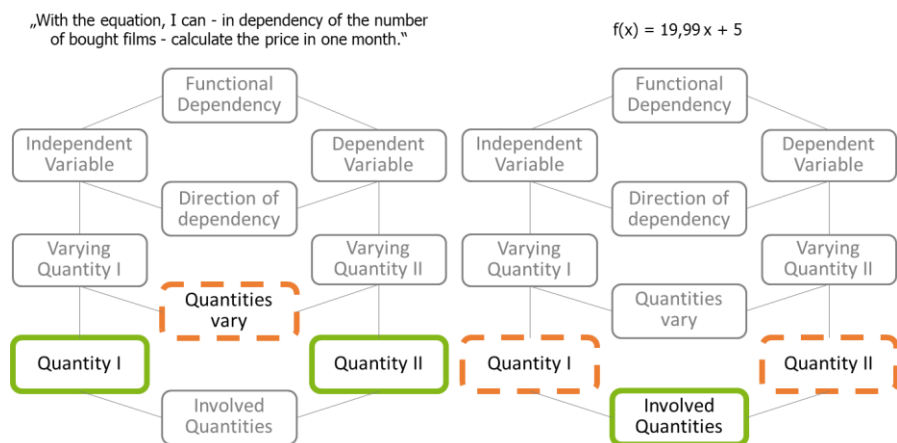 „With the equation, I can - in dependency of the number
of bought films - calculate the price in one month.“
f(x) = 19,99 x + 5
Functional
Dependency
Independent
Variable
Dependent
Variable
Direction of
dependency
Varying
Quantity I
Varying
Quantity II
Quantities
vary
Quantity I
Quantity II
Involved
Quantities
Functional
Dependency
Independent
Variable
Dependent
Variable
Direction of
dependency
Varying
Quantity I
Varying
Quantity II
Quantities
vary
Quantity I
Quantity II
Involved
Quantities